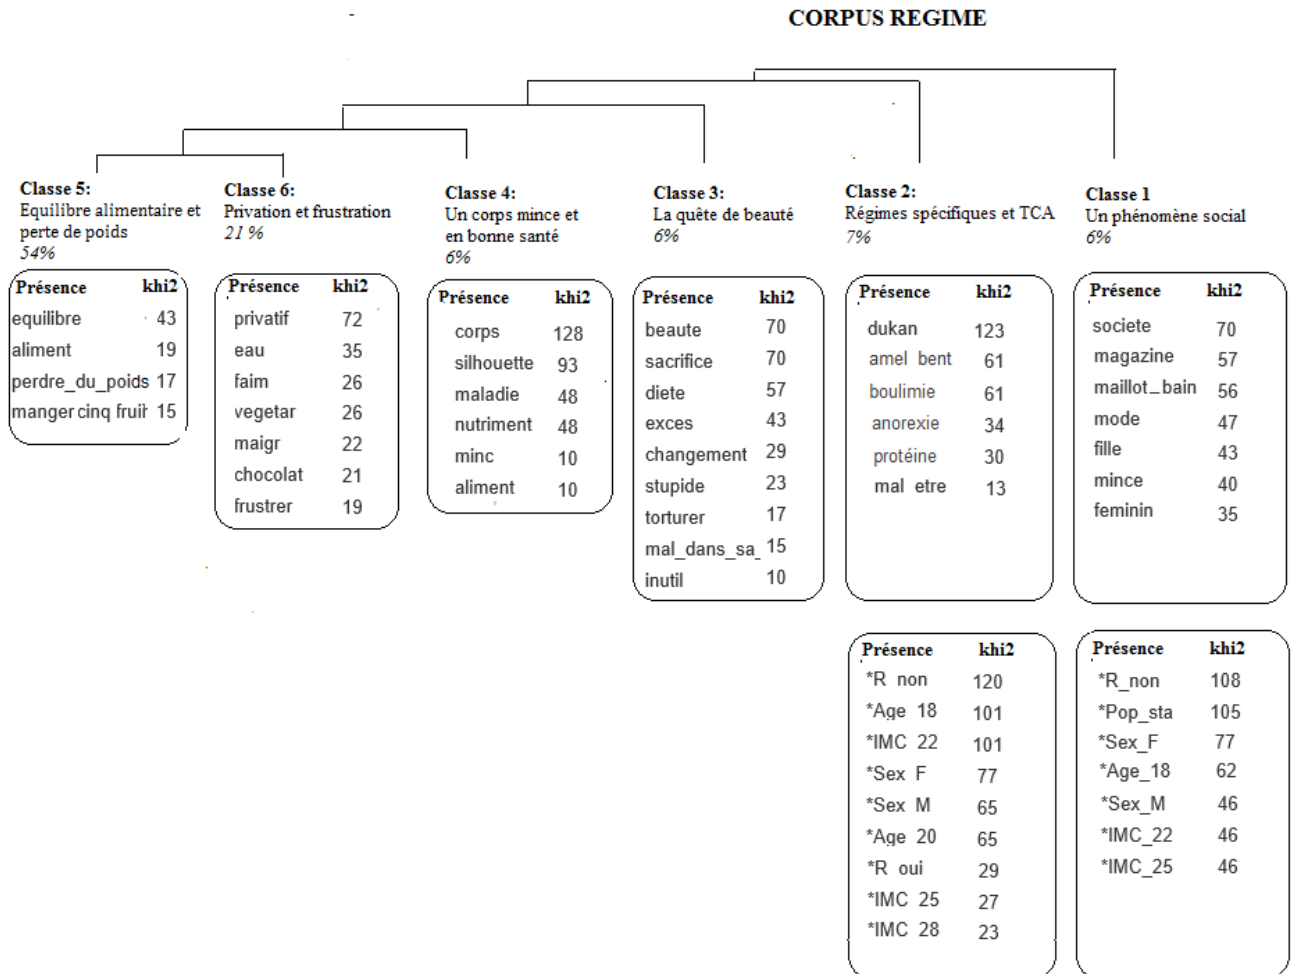 CORPUS REGIME
Classe 5:
Equilibre alimentaire et
perte de poids
54%
Présence khi2
equilibre 43
aliment 19
perdre_du_poids 17
manger cinq fruit 15
Classe 6:
Privation et frustration
21 %
Présence khi2
privatif 72
eau 35
faim 26
vegetar 26
maigr 22
chocolat 21
frustrer 19
Classe 4:
Un corps mince et
en bonne santé
6%
Présence khi2
corps 128
silhouette 93
maladie 48
nutriment 48
minc 10
aliment 10
Classe 3:
La quête de beauté
6%
Présence khi2
beaute 70
sacrifice 70
diete 57
exces 43
changement 29
stupide 23
torturer 17
mal_dans_sa_ 15
inutil 10
Classe 2:
Régimes spécifiques et TCA
7%
Présence khi2
dukan 123
amel bent 61
boulimie 61
anorexie 34
protéine 30
mal etre 13
Présence khi2
*R non 120
*Age 18 101
*IMC 22 101
*Sex F 77
*Sex M 65
*Age 20 65
*R oui 29
*IMC 25 27
*IMC 28 23
Classe 1
Un phénomène social
6%
Présence khi2
societe 70
magazine 57
maillot_bain 56
mode 47
fille 43
mince 40
feminin 35
Présence khi2
*R_non 108
*Pop_sta 105
*Sex_F 77
*Age_18 62
*Sex_M 46
*IMC_22 46
*IMC_25 46